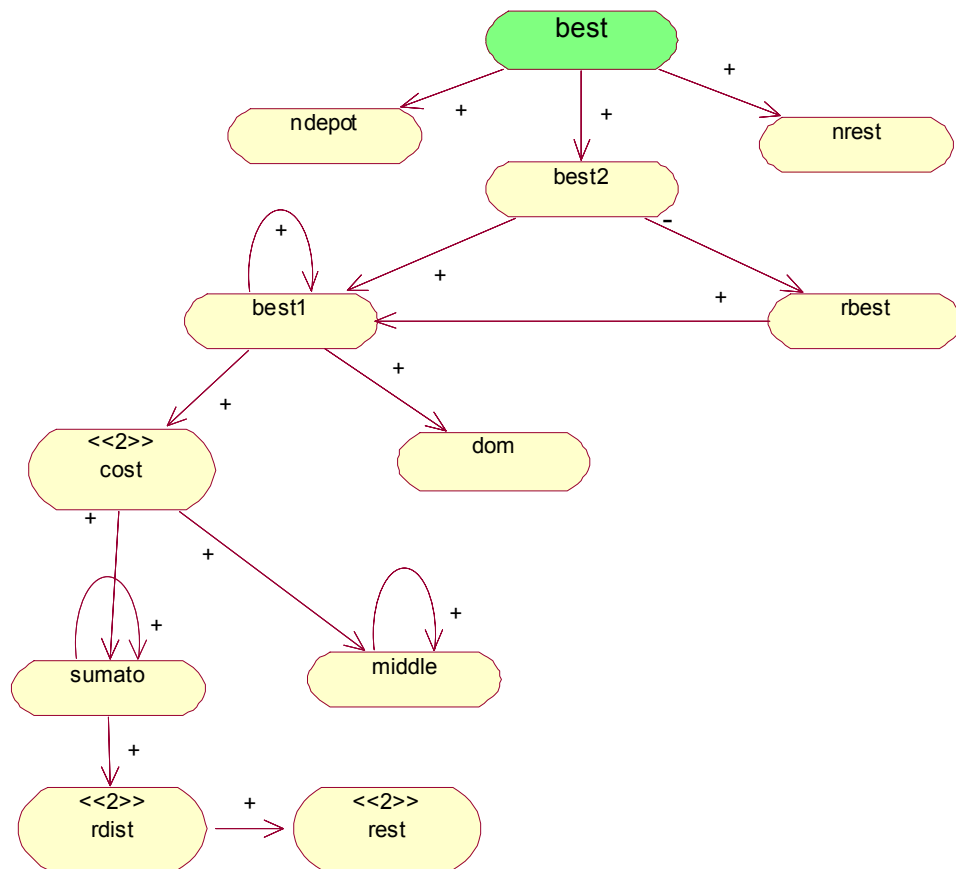 best
+
+
+
ndepot
nrest
best2
-
+
+
+
best1
rbest
+
+
<<2>>
cost
dom
+
+
+
+
sumato
middle
+
<<2>>
rdist
+
<<2>>
rest